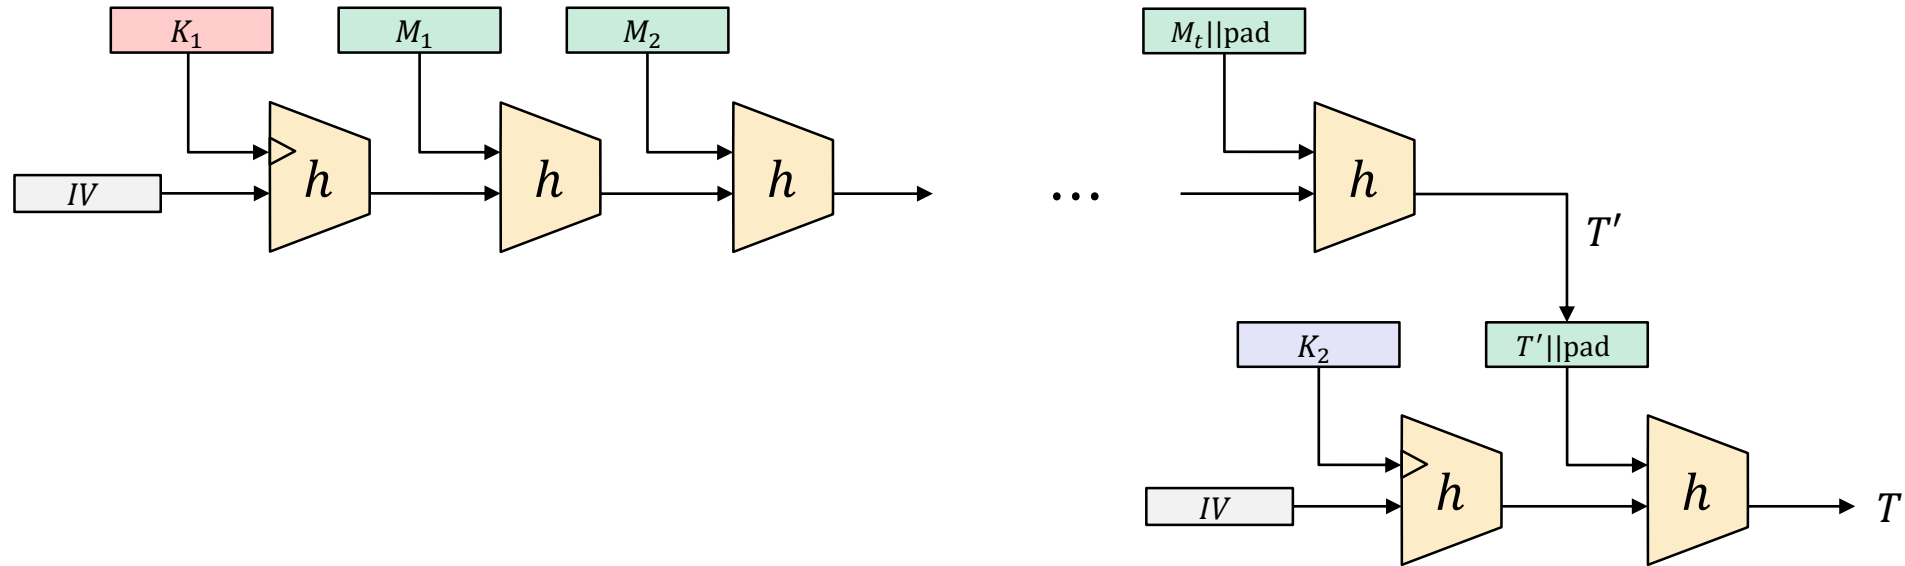 K₁
M₁
M₂
Mₜ||pad
IV
h
h
h
...
h
T′
K₂
T′||pad
IV
h
h
T